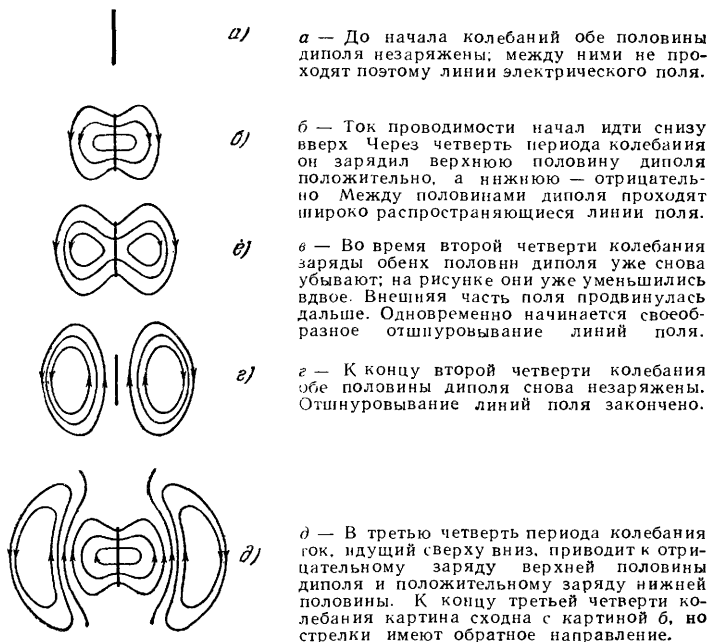 а)
а — До начала колебаний обе половины
диполя незаряжены; между ними не про-
ходят поэтому линии электрического поля.
б)
б — Ток проводимости начал идти снизу
вверх Через четверть периода колебания
он зарядил верхнюю половину диполя
положительно, а нижнюю — отрицатель-
но Между половинами диполя проходят
широко распространяющиеся линии поля.
в)
в — Во время второй четверти колебания
заряды обеих половин диполя уже снова
убывают; на рисунке они уже уменьшились
вдвое. Внешняя часть поля продвинулась
дальше. Одновременно начинается своеоб-
разное отшнуровывание линий поля.
г)
г — К концу второй четверти колебания
обе половины диполя снова незаряжены.
Отшнуровывание линий поля закончено.
д)
д — В третью четверть периода колебания
ток, идущий сверху вниз, приводит к отри-
цательному заряду верхней половины
диполя и положительному заряду нижней
половины. К концу третьей четверти ко-
лебания картина сходна с картиной б, но
стрелки имеют обратное направление.